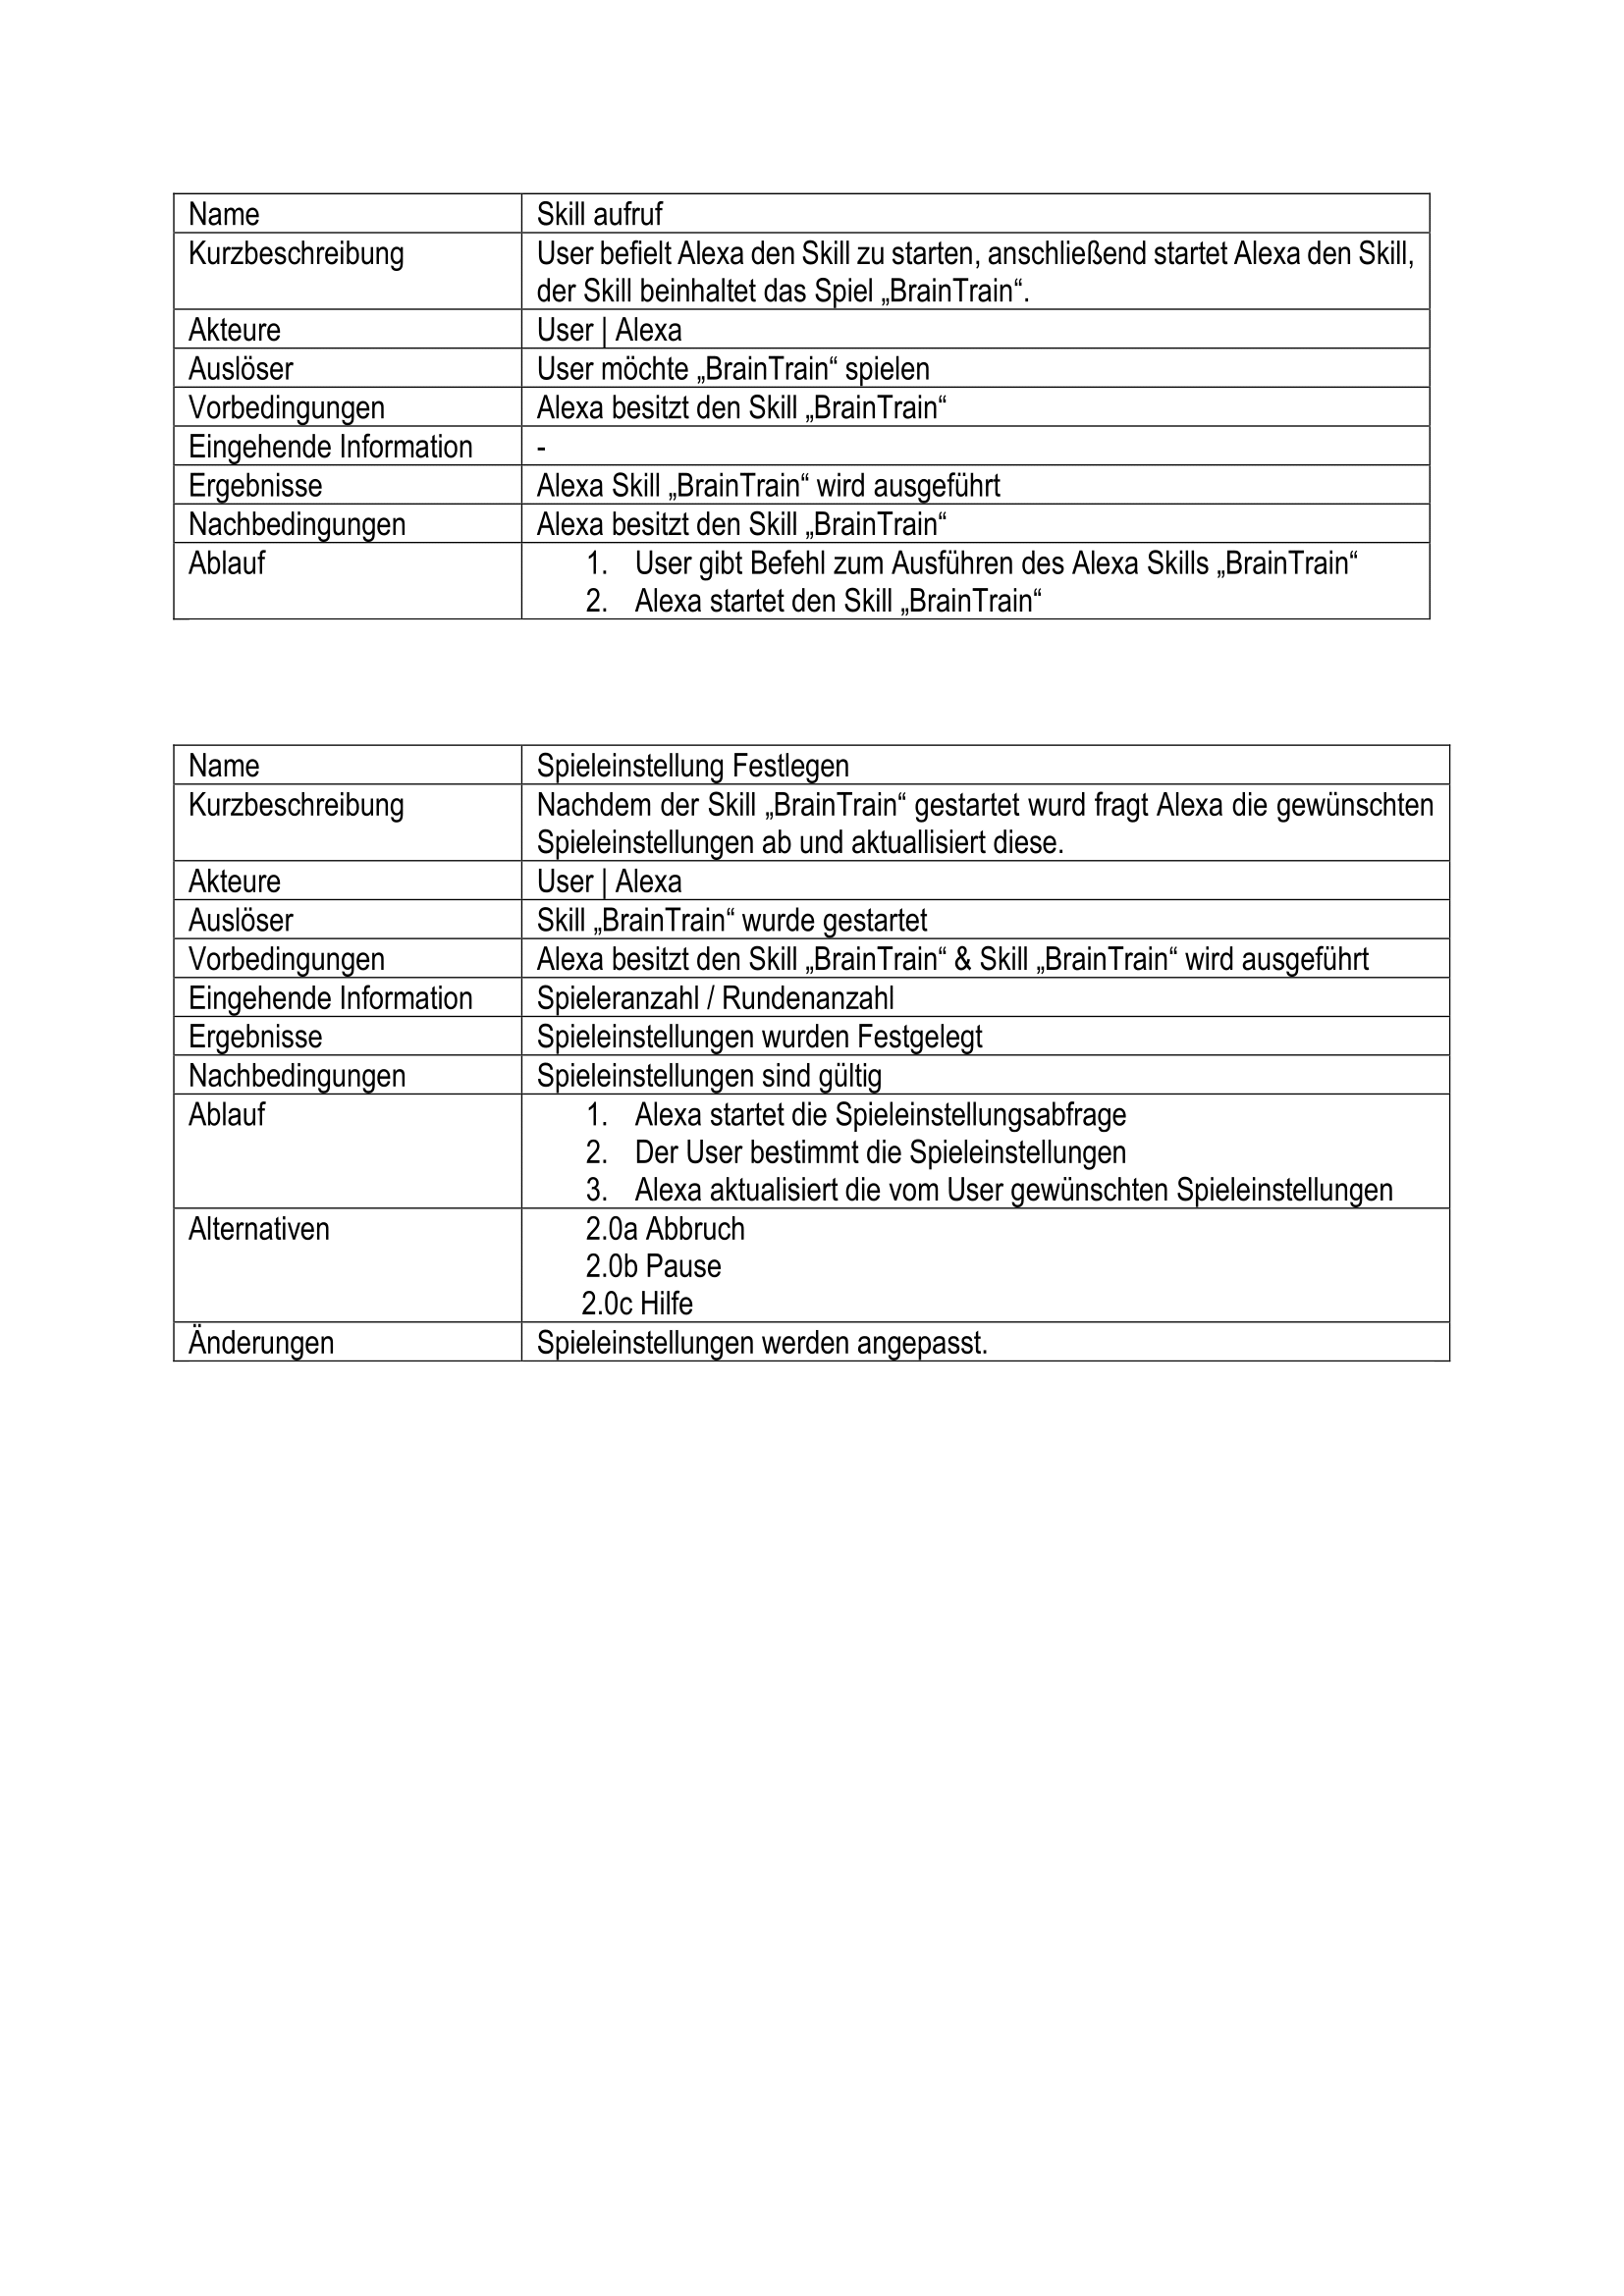 Name Skill aufruf
Kurzbeschreibung User befielt Alexa den Skill zu starten, anschließend startet Alexa den Skill,
der Skill beinhaltet das Spiel „BrainTrain“.
Akteure User | Alexa
Auslöser User möchte „BrainTrain“ spielen
Vorbedingungen Alexa besitzt den Skill „BrainTrain“
Eingehende Information -
Ergebnisse Alexa Skill „BrainTrain“ wird ausgeführt
Nachbedingungen Alexa besitzt den Skill „BrainTrain“
Ablauf 1. User gibt Befehl zum Ausführen des Alexa Skills „BrainTrain“
2. Alexa startet den Skill „BrainTrain“
Name Spieleinstellung Festlegen
Kurzbeschreibung Nachdem der Skill „BrainTrain“ gestartet wurd fragt Alexa die gewünschten
Spieleinstellungen ab und aktuallisiert diese.
Akteure User | Alexa
Auslöser Skill „BrainTrain“ wurde gestartet
Vorbedingungen Alexa besitzt den Skill „BrainTrain“ & Skill „BrainTrain“ wird ausgeführt
Eingehende Information Spieleranzahl / Rundenanzahl
Ergebnisse Spieleinstellungen wurden Festgelegt
Nachbedingungen Spieleinstellungen sind gültig
Ablauf 1. Alexa startet die Spieleinstellungsabfrage
2. Der User bestimmt die Spieleinstellungen
3. Alexa aktualisiert die vom User gewünschten Spieleinstellungen
Alternativen 2.0a Abbruch
2.0b Pause
2.0c Hilfe
Änderungen Spieleinstellungen werden angepasst.